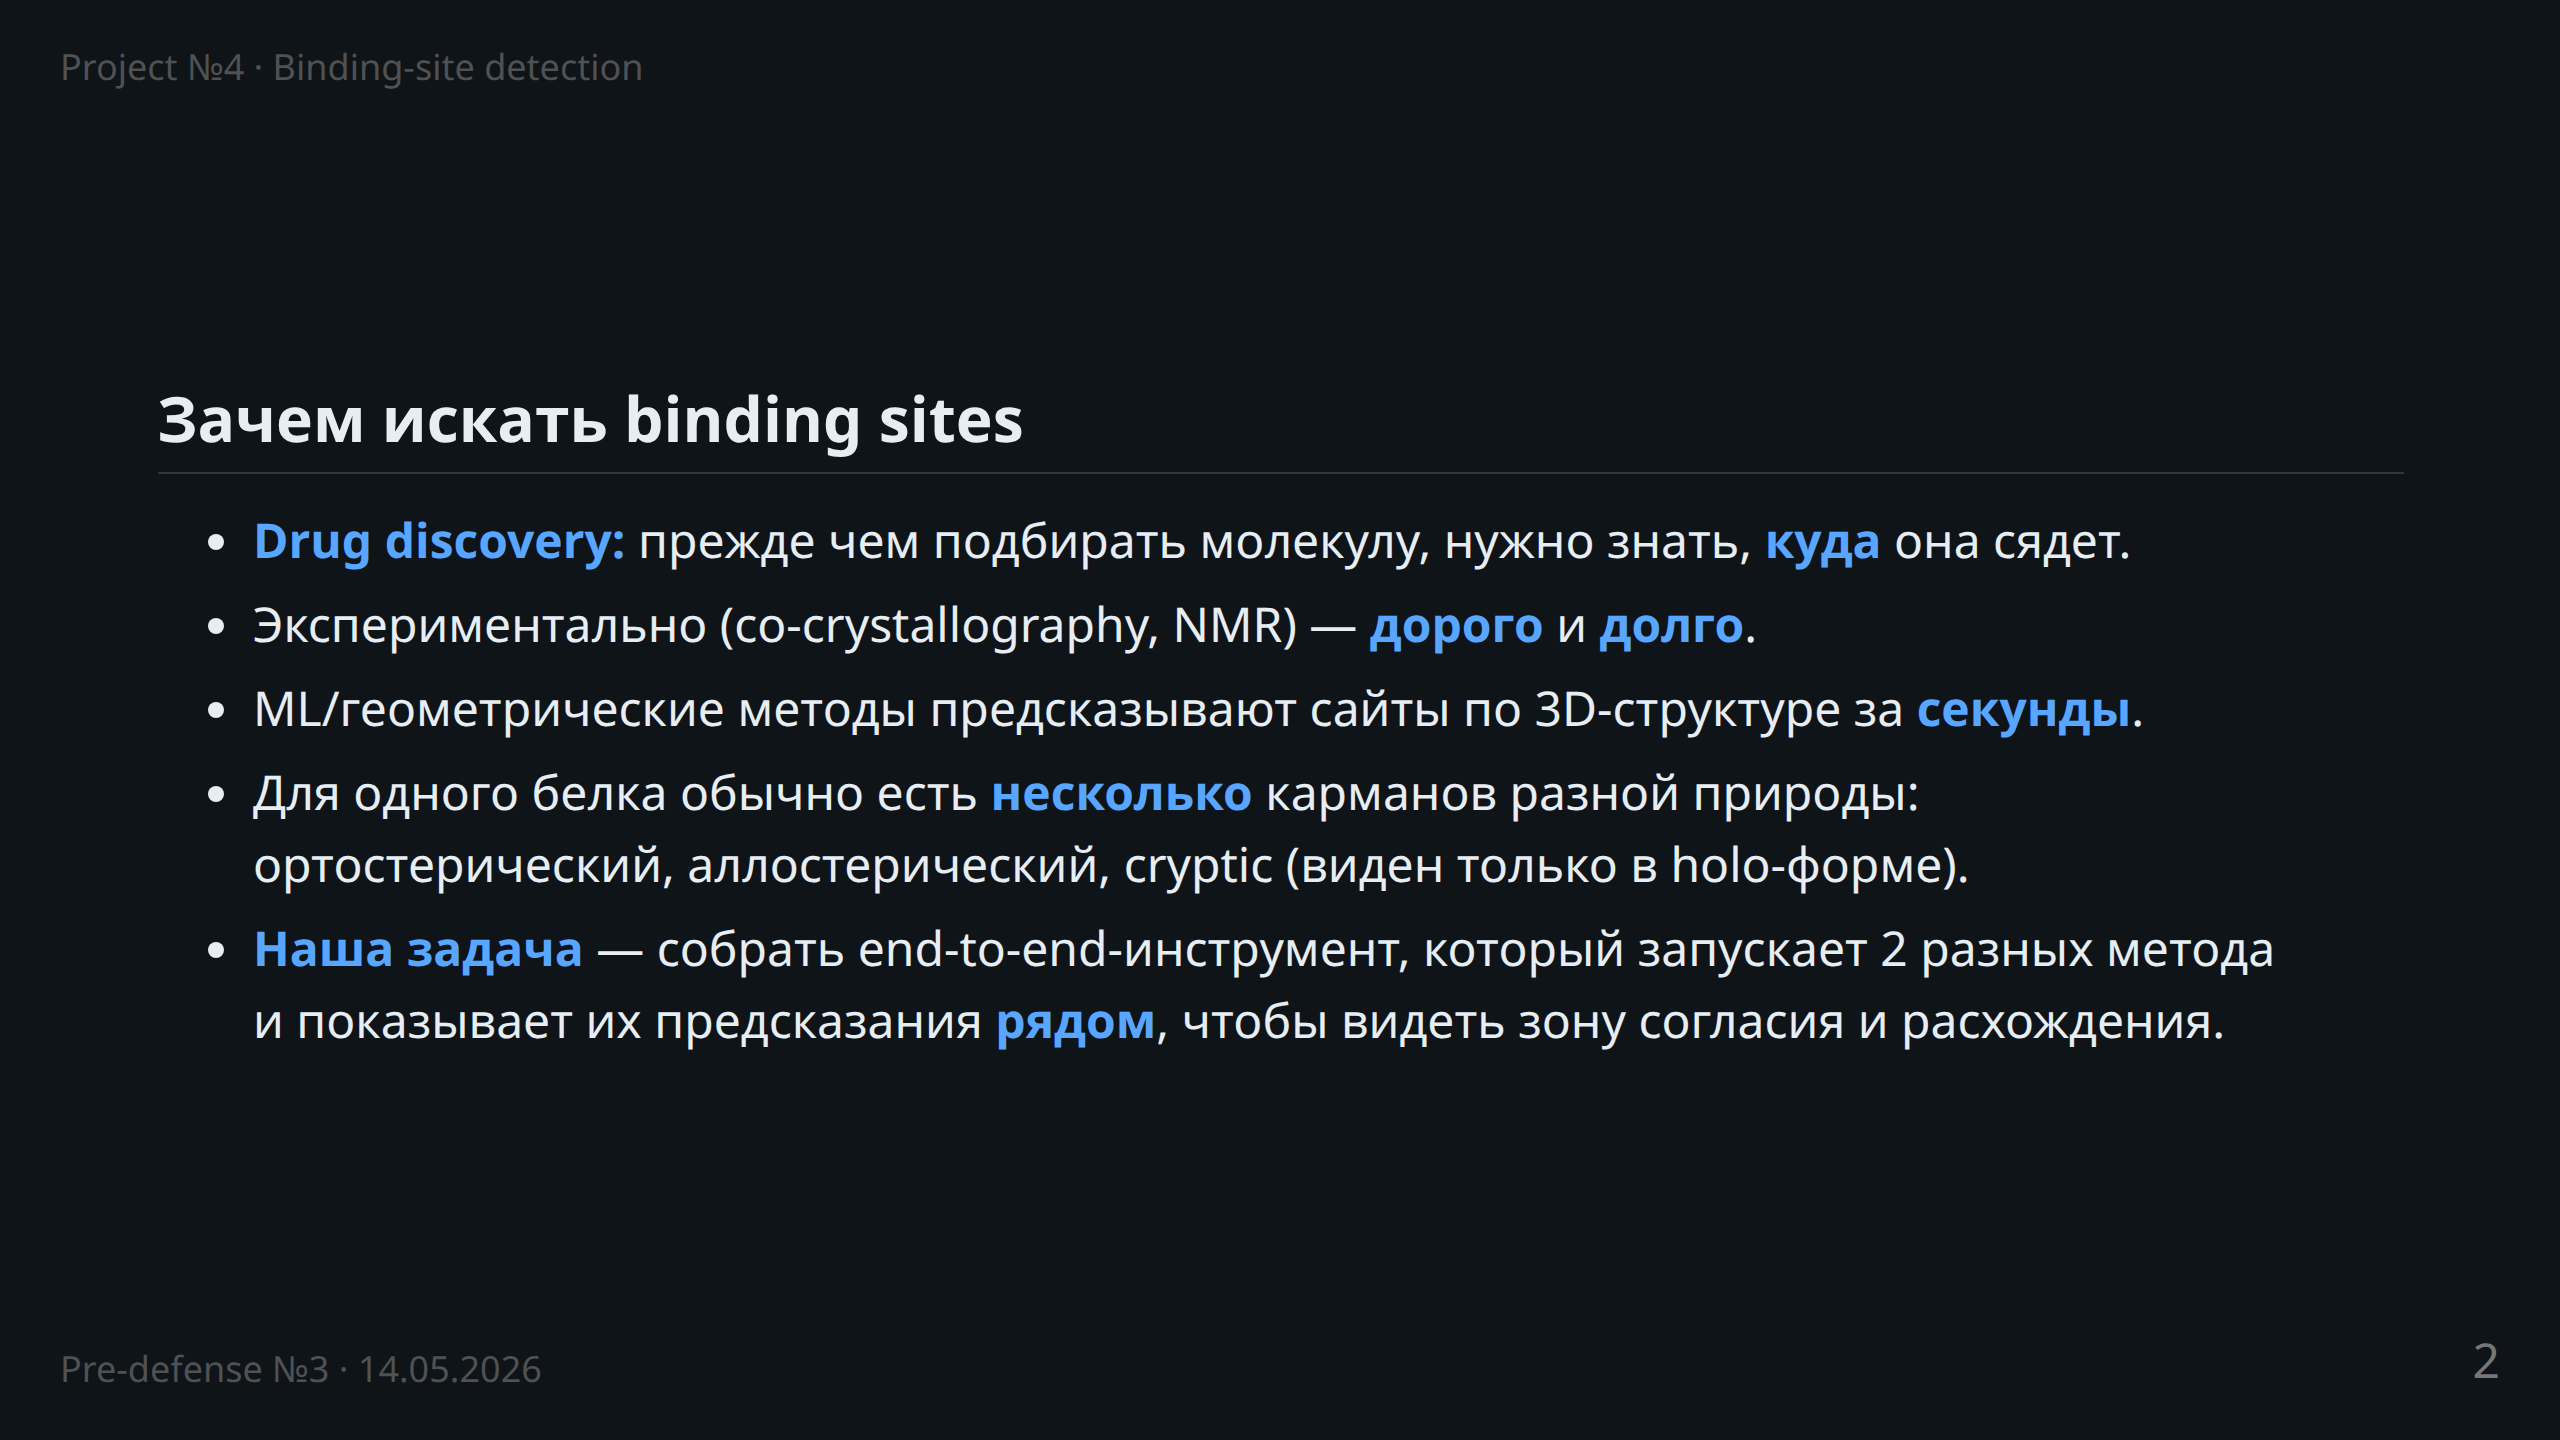 Project №4 · Binding-site detection
Зачем искать binding sites
• Drug discovery: прежде чем подбирать молекулу, нужно знать, куда она сядет.
• Экспериментально (co-crystallography, NMR) — дорого и долго.
• ML/геометрические методы предсказывают сайты по 3D-структуре за секунды.
• Для одного белка обычно есть несколько карманов разной природы:
ортостерический, аллостерический, cryptic (виден только в holo-форме).
• Наша задача — собрать end-to-end-инструмент, который запускает 2 разных метода
и показывает их предсказания рядом, чтобы видеть зону согласия и расхождения.
Pre-defense №3 · 14.05.2026
2